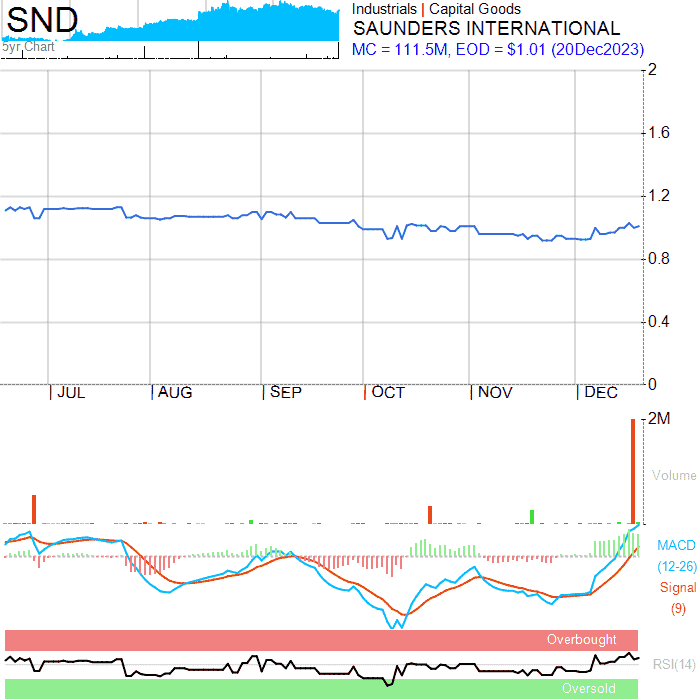 SND
5yr Chart
Industrials | Capital Goods
SAUNDERS INTERNATIONAL
MC = 111.5M, EOD = $1.01 (20Dec2023)
2
1.6
1.2
0.8
0.4
0
JUL AUG SEP OCT NOV DEC
2M
Volume
MACD
(12-26)
Signal
(9)
Overbought
RSI(14)
Oversold